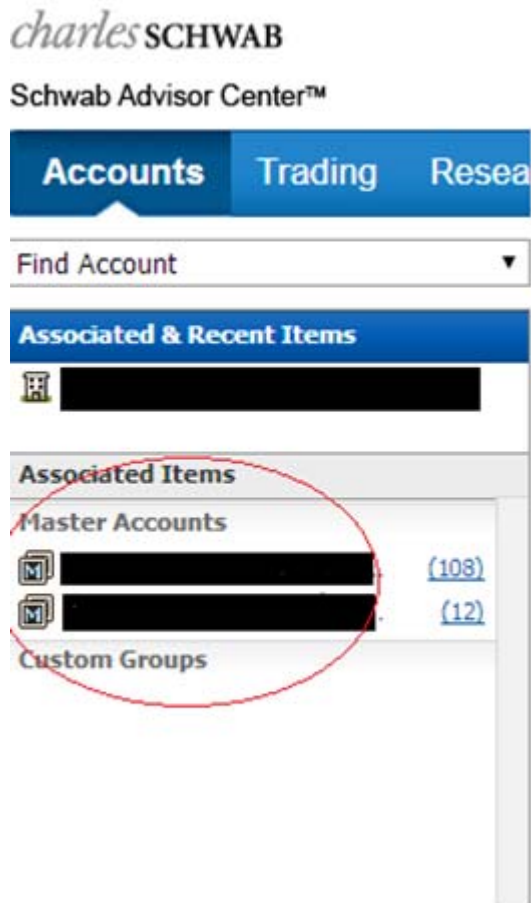 charles SCHWAB
Schwab Advisor Center™
Accounts Trading Resea
Find Account
Associated & Recent Items
Associated Items
Master Accounts
M (108)
M (12)
Custom Groups